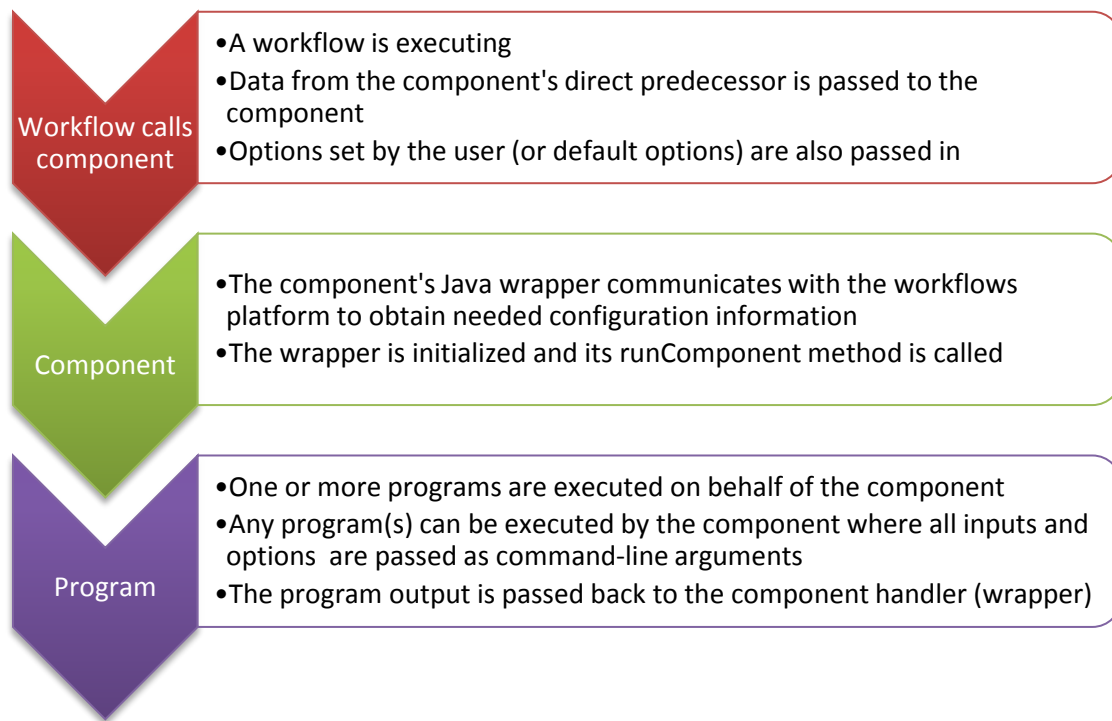 Workflow calls
component
•A workflow is executing
•Data from the component's direct predecessor is passed to the
component
•Options set by the user (or default options) are also passed in
Component
•The component's Java wrapper communicates with the workflows
platform to obtain needed configuration information
•The wrapper is initialized and its runComponent method is called
Program
•One or more programs are executed on behalf of the component
•Any program(s) can be executed by the component where all inputs and
options  are passed as command-line arguments
•The program output is passed back to the component handler (wrapper)